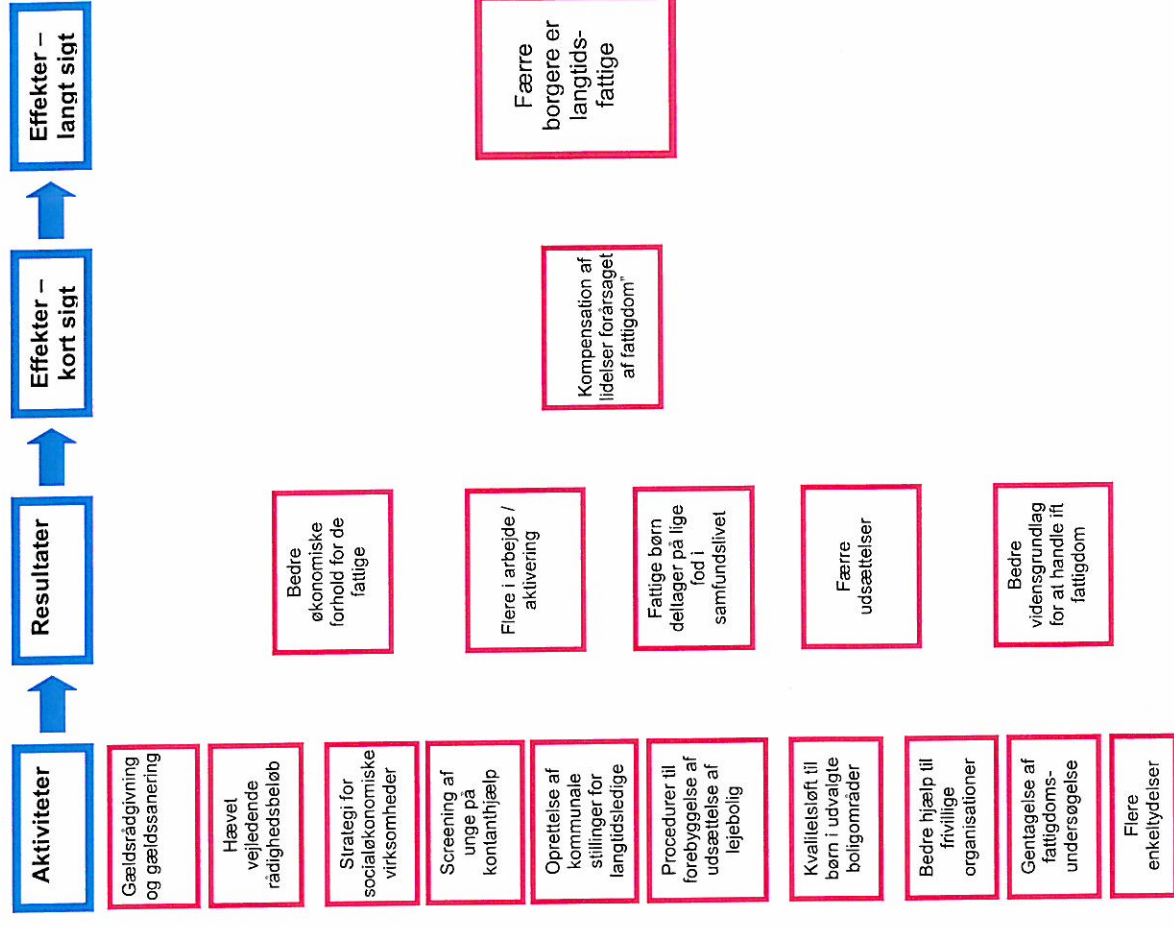 Aktiviteter
Resultater
Effekter –
kort sigt
Effekter –
langt sigt
Gældsrådgivning
og gældssanering
Hævet
vejledende
rådighedsbeløb
Strategi for
socialøkonomiske
virksomheder
Screening af
unge på
kontanthjælp
Oprettelse af
kommunale
stillinger for
langtidsledige
Procedurer til
forebyggelse af
udsættelse af
lejebolig
Kvalitetsløft til
børn i udvalgte
boligområder
Bedre hjælp til
frivillige
organisationer
Gentagelse af
fattigdoms-
undersøgelse
Flere
enkeltydelser
Bedre
økonomiske
forhold for de
fattige
Flere i arbejde /
aktivering
Fattige børn
deltager på lige
fod i
samfundslivet
Færre
udsættelser
Bedre
vidensgrundlag
for at handle ift
fattigdom
Kompensation af
lidelser forårsaget
af fattigdom"
Færre
borgere er
langtids-
fattige